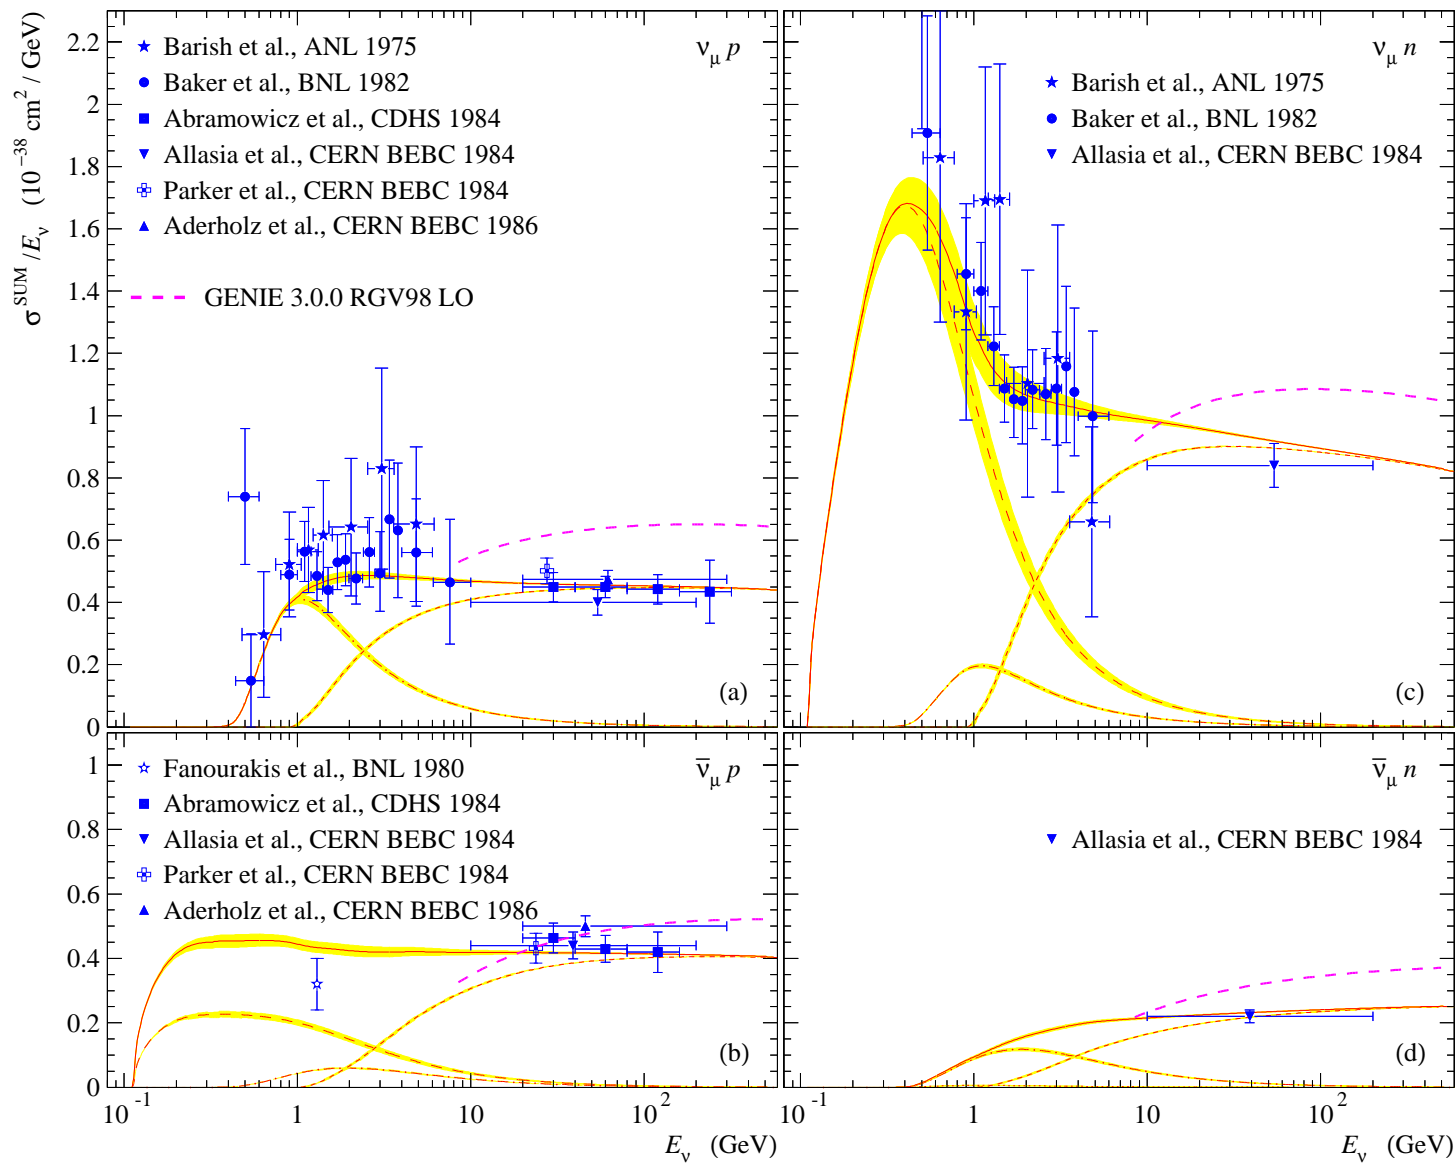 σ^SUM/E_ν (10^−38 cm^2 / GeV)
2.2
2
1.8
1.6
1.4
1.2
1
0.8
0.6
0.4
0.2
0
Barish et al., ANL 1975
Baker et al., BNL 1982
Abramowicz et al., CDHS 1984
Allasia et al., CERN BEBC 1984
Parker et al., CERN BEBC 1984
Aderholz et al., CERN BEBC 1986
GENIE 3.0.0 RGV98 LO
ν_μ p
(a)
ν_μ n
Barish et al., ANL 1975
Baker et al., BNL 1982
Allasia et al., CERN BEBC 1984
(c)
1
0.8
0.6
0.4
0.2
0
Fanourakis et al., BNL 1980
Abramowicz et al., CDHS 1984
Allasia et al., CERN BEBC 1984
Parker et al., CERN BEBC 1984
Aderholz et al., CERN BEBC 1986
ν̅_μ p
(b)
10^-1
1
10
10^2
E_ν (GeV)
ν̅_μ n
Allasia et al., CERN BEBC 1984
(d)
10^-1
1
10
10^2
E_ν (GeV)